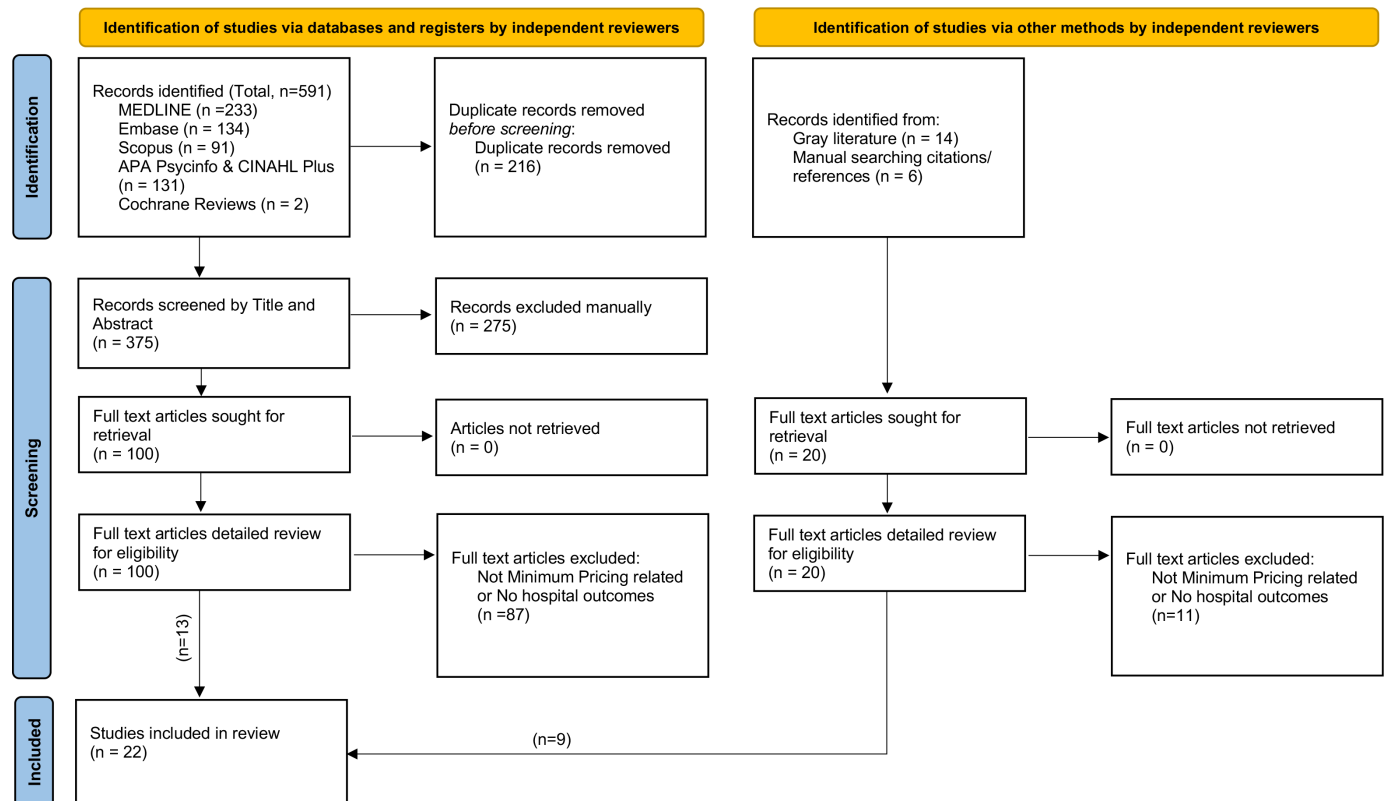 Identification of studies via databases and registers by independent reviewers
Identification of studies via other methods by independent reviewers
Identification
Records identified (Total, n=591)
MEDLINE (n =233)
Embase (n = 134)
Scopus (n = 91)
APA Psycinfo & CINAHL Plus
(n = 131)
Cochrane Reviews (n = 2)
Duplicate records removed
before screening:
Duplicate records removed
(n = 216)
Records identified from:
Gray literature (n = 14)
Manual searching citations/
references (n = 6)
Screening
Records screened by Title and
Abstract
(n = 375)
Records excluded manually
(n = 275)
Full text articles sought for
retrieval
(n = 100)
Articles not retrieved
(n = 0)
Full text articles sought for
retrieval
(n = 20)
Full text articles not retrieved
(n = 0)
Full text articles detailed review
for eligibility
(n = 100)
Full text articles excluded:
Not Minimum Pricing related
or No hospital outcomes
(n =87)
Full text articles detailed review
for eligibility
(n = 20)
Full text articles excluded:
Not Minimum Pricing related
or No hospital outcomes
(n=11)
(n=13)
Included
Studies included in review
(n = 22)
(n=9)